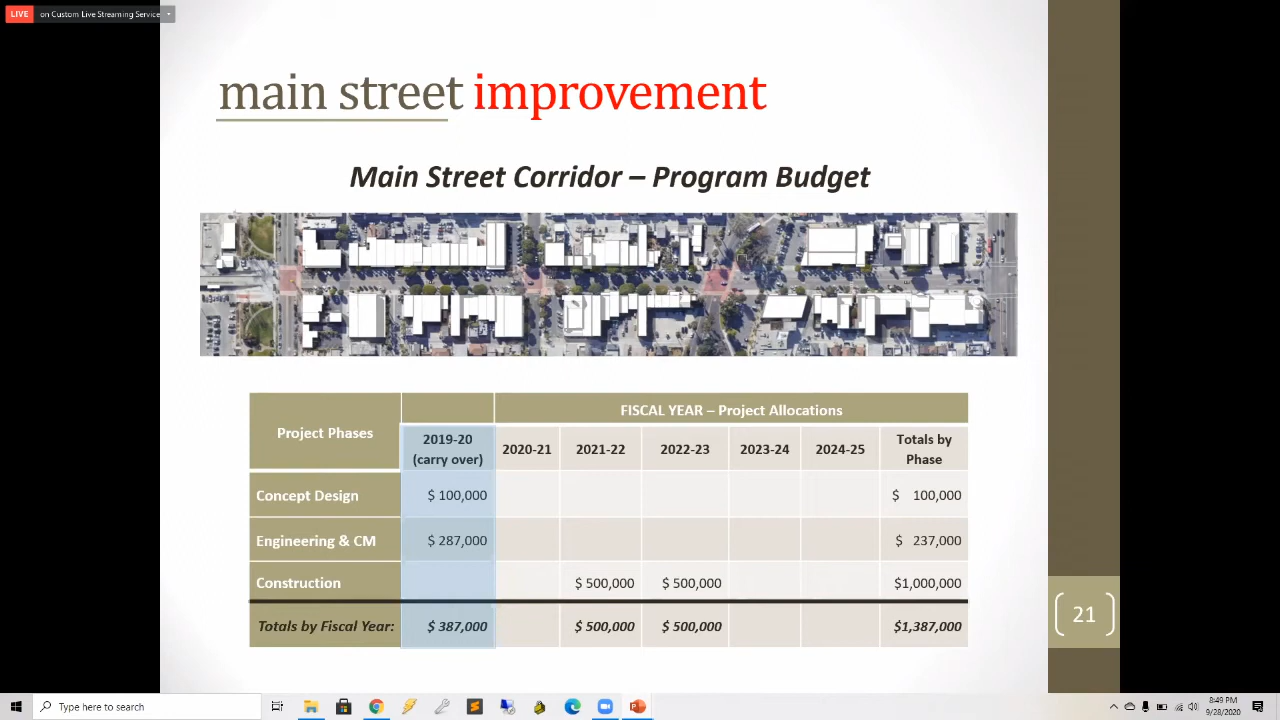 LIVE on Custom Live Streaming Service
main street improvement
Main Street Corridor – Program Budget
Project Phases
FISCAL YEAR – Project Allocations
2019-20 (carry over) 2020-21 2021-22 2022-23 2023-24 2024-25 Totals by Phase
Concept Design $ 100,000 $ 100,000
Engineering & CM $ 287,000 $ 237,000
Construction $ 500,000 $ 500,000 $1,000,000
Totals by Fiscal Year: $ 387,000 $ 500,000 $ 500,000 $1,387,000
21
Type here to search
8:49 PM
9/28/2020